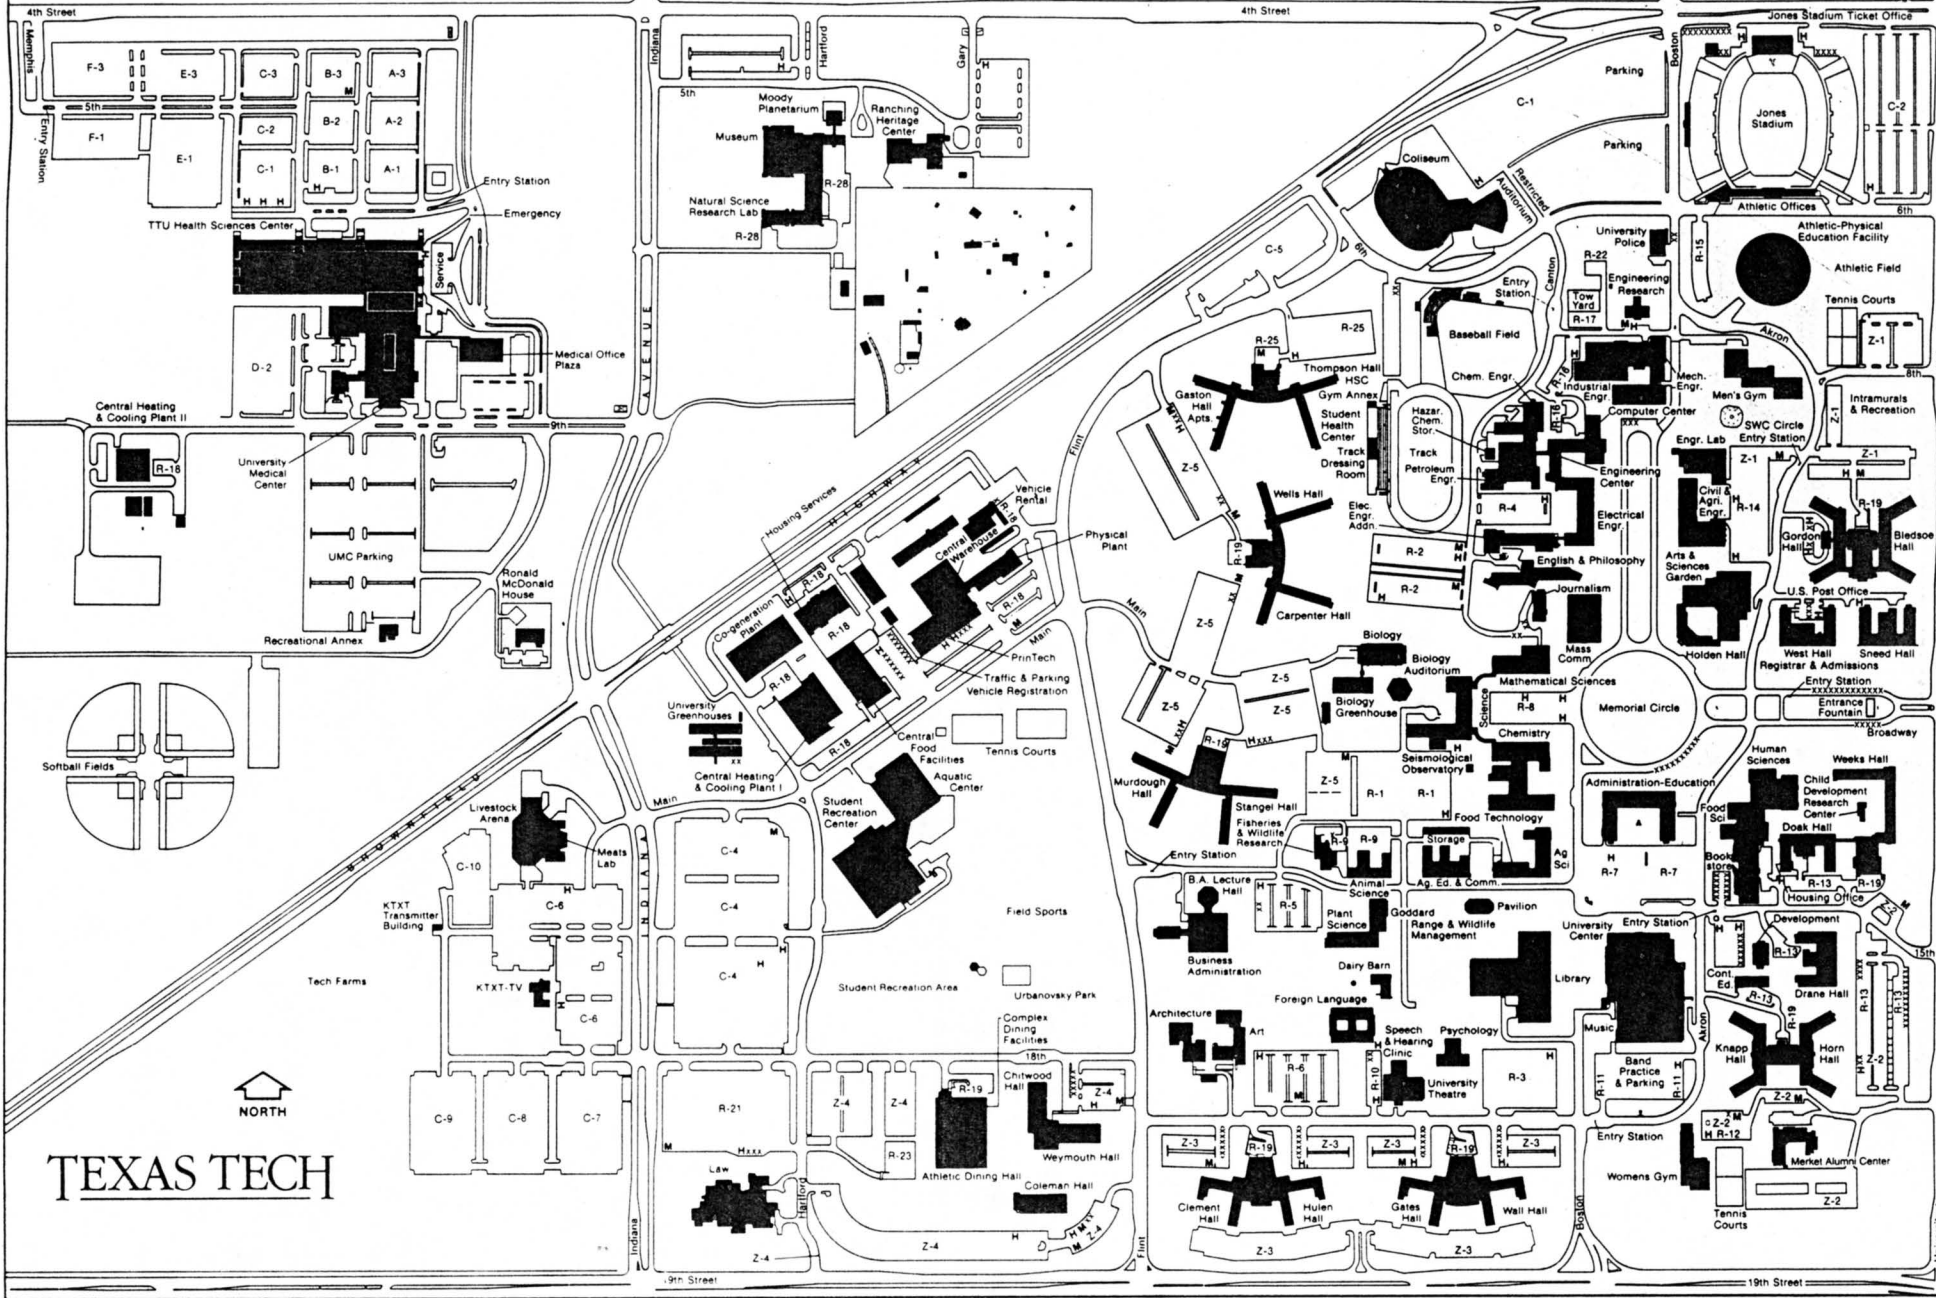 4th Street
4th Street
Jones Stadium Ticket Office
Memphis
Indiana
Hartford
Gary
Boston
F-3
E-3
C-3
B-3
A-3
M
H
H
Parking
C-1
C-2
5th
5th
Entry Station
F-1
E-1
C-2
B-2
A-2
C-1
B-1
A-1
H
H H H
Moody
Planetarium
Museum
Ranching
Heritage
Center
R-28
Natural Science
Research Lab
R-28
Jones
Stadium
Parking
Coliseum
Restricted
Auditorium
Athletic Offices
6th
Entry Station
Emergency
TTU Health Sciences Center
Service
University
Police
Athletic-Physical
Education Facility
R-15
R-22
Engineering
Research
Athletic Field
C-5
6th
Canton
Entry
Station
Tow
Yard
R-17
M
H
Tennis Courts
Akron
Z-1
8th
D-2
Medical Office
Plaza
AVENUE
R-25
R-25
M
H
Baseball Field
Thompson Hall
HSC
Gym Annex
Gaston
Hall
Apts.
Student
Health
Center
Track
Dressing
Room
Chem. Engr.
R-16
Industrial
Engr.
Mech.
Engr.
Computer Center
Men's Gym
Intramurals
& Recreation
Z-1
Hazar.
Chem.
Stor.
Track
Petroleum
Engr.
R-16
SWC Circle
Entry Station
Central Heating
& Cooling Plant II
R-18
9th
University
Medical
Center
Flint
Z-5
Engr. Lab
Z-1
M
Z-1
H M
Engineering
Center
R-4
Civil &
Agri.
Engr.
R-14
R-19
Gordon
Hall
Bledsoe
Hall
UMC Parking
Housing Services
HIGHWAY
Vehicle
Rental
R-18
Central
Warehouse
Physical
Plant
Wells Hall
Elec.
Engr.
Addn.
Electrical
Engr.
R-19
R-2
R-2
English & Philosophy
Journalism
Arts &
Sciences
Garden
Carpenter Hall
U.S. Post Office
Ronald
McDonald
House
Recreational Annex
R-18
Co-generation
Plant
R-18
R-18
Main
Main
Z-5
PrinTech
Traffic & Parking
Vehicle Registration
R-18
Biology
Biology
Auditorium
Mass
Comm.
Holden Hall
West Hall
Registrar & Admissions
Sneed Hall
Z-5
Z-5
Z-5
Biology
Greenhouse
Science
Mathematical Sciences
R-8
Memorial Circle
Entry Station
Entrance
Fountain
Broadway
University
Greenhouses
R-18
Central
Food
Facilities
Tennis Courts
Softball Fields
Central Heating
& Cooling Plant I
Aquatic
Center
R-19
Murdough
Hall
Stangel Hall
Z-5
R-1
R-1
Seismological
Observatory
Chemistry
Administration-Education
Human
Sciences
Weeks Hall
Child
Development
Research
Center
Food
Sci
Doak Hall
Main
Livestock
Arena
Meats
Lab
BROWNFIELD
Student
Recreation
Center
Fisheries
& Wildlife
Research
R-9
R-9
Food Technology
Storage
Ag
Sci
Entry Station
Animal
Science
Ag. Ed. & Comm.
R-7
R-7
Book
store
R-13
R-19
Housing Office
C-10
C-4
C-4
C-4
C-6
KTXT
Transmitter
Building
INDIANA
Field Sports
B.A. Lecture
Hall
R-5
Plant
Science
Goddard
Range & Wildlife
Management
Pavilion
University
Center
Entry Station
Development
Z-2
15th
Business
Administration
Tech Farms
KTXT-TV
C-6
Student Recreation Area
Urbanovsky Park
Dairy Barn
Foreign Language
Library
R-13
Cont.
Ed.
Drane Hall
R-13
R-13
R-13
Architecture
Art
Speech
& Hearing
Clinic
Psychology
Music
Akron
R-19
Knapp
Hall
Horn
Hall
Complex
Dining
Facilities
18th
Chitwood
Hall
R-6
R-10
University
Theatre
R-3
Band
Practice
& Parking
R-11
R-11
Z-2
Z-2
NORTH
C-9
C-8
C-7
R-21
Z-4
Z-4
R-19
Z-4
Z-2
R-12
Entry Station
Weymouth Hall
R-23
Athletic Dining Hall
Z-3
R-19
Z-3
Z-3
R-19
Z-3
Merket Alumni Center
Womens Gym
Z-2
TEXAS TECH
Law
Hartford
Coleman Hall
Clement
Hall
Hulen
Hall
Gates
Hall
Wall Hall
Tennis
Courts
Z-4
Z-4
Z-4
Flint
Z-3
Z-3
Boston
Indiana
19th Street
19th Street